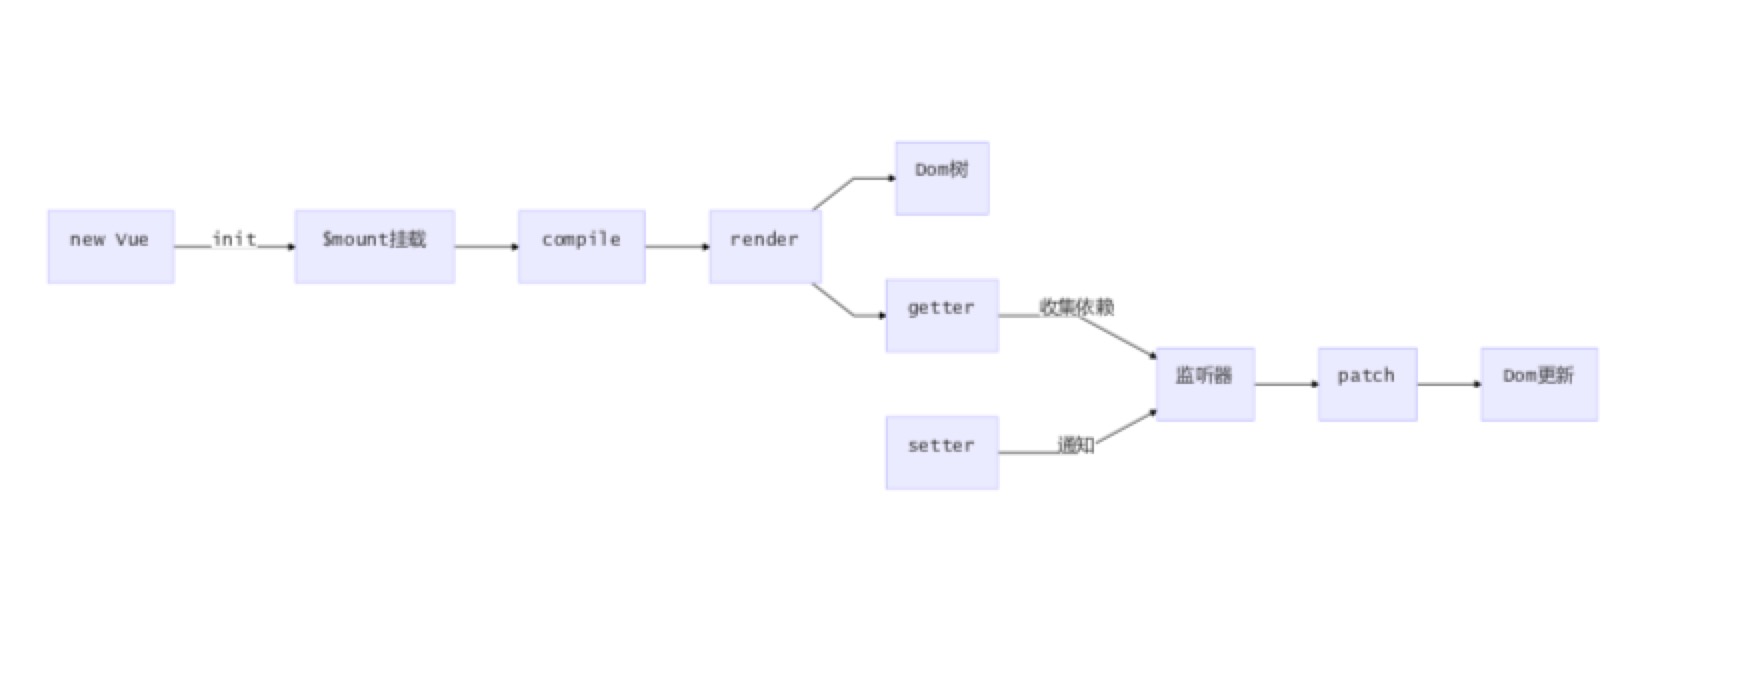 new Vue
init
$mount挂载
compile
render
Dom树
getter
收集依赖
setter
通知
监听器
patch
Dom更新